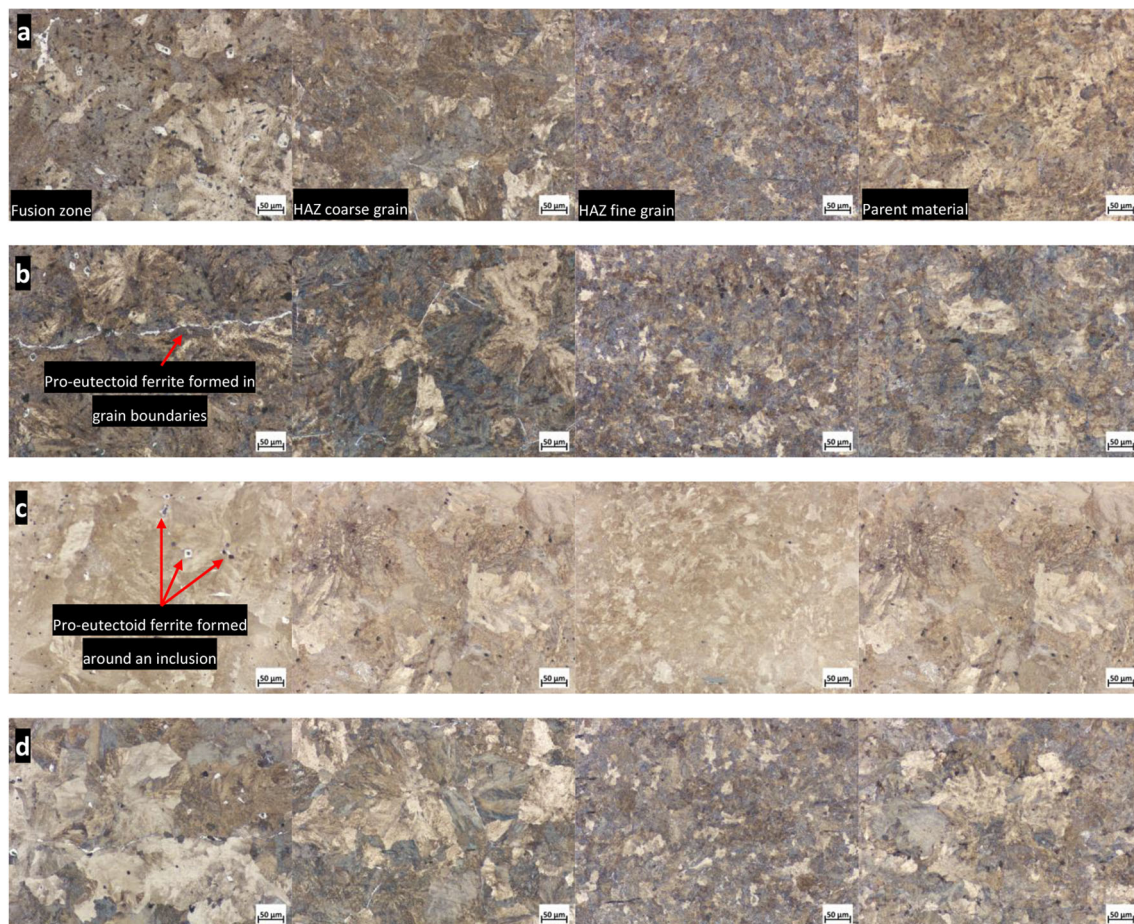 a
Fusion zone
50 µm
HAZ coarse grain
50 µm
HAZ fine grain
50 µm
Parent material
50 µm
b
Pro-eutectoid ferrite formed in
grain boundaries
50 µm
50 µm
50 µm
50 µm
c
Pro-eutectoid ferrite formed
around an inclusion
50 µm
50 µm
50 µm
50 µm
d
50 µm
50 µm
50 µm
50 µm